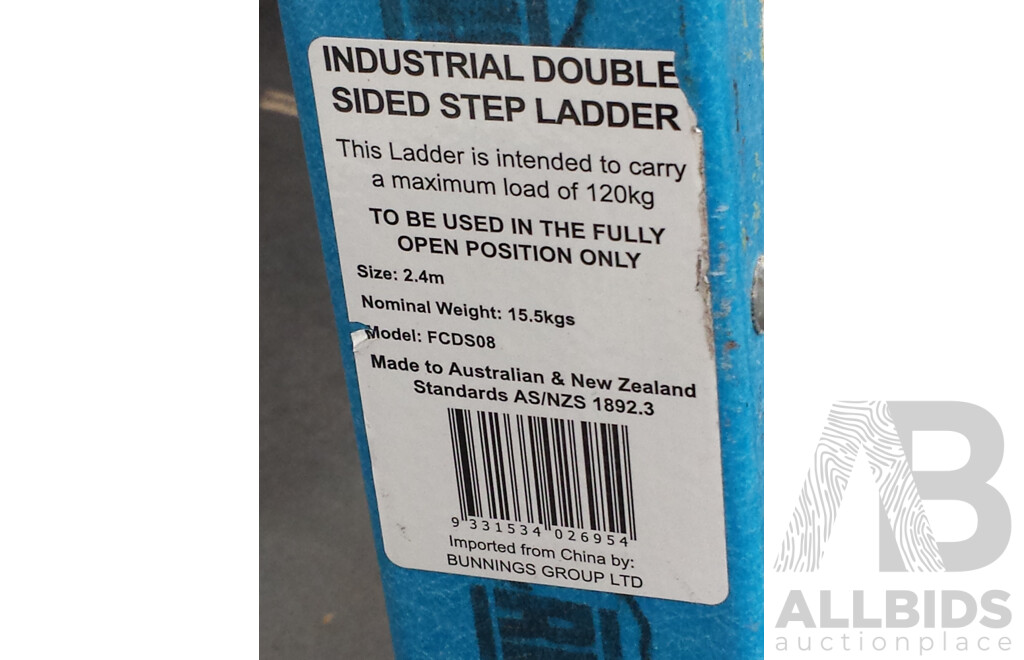 INDUSTRIAL DOUBLE
SIDED STEP LADDER
This Ladder is intended to carry
a maximum load of 120kg
TO BE USED IN THE FULLY
OPEN POSITION ONLY
Size: 2.4m
Nominal Weight: 15.5kgs
Model: FCDS08
Made to Australian & New Zealand
Standards AS/NZS 1892.3
9 331534 026954
Imported from China by:
BUNNINGS GROUP LTD
AB
ALLBIDS
auctionplace